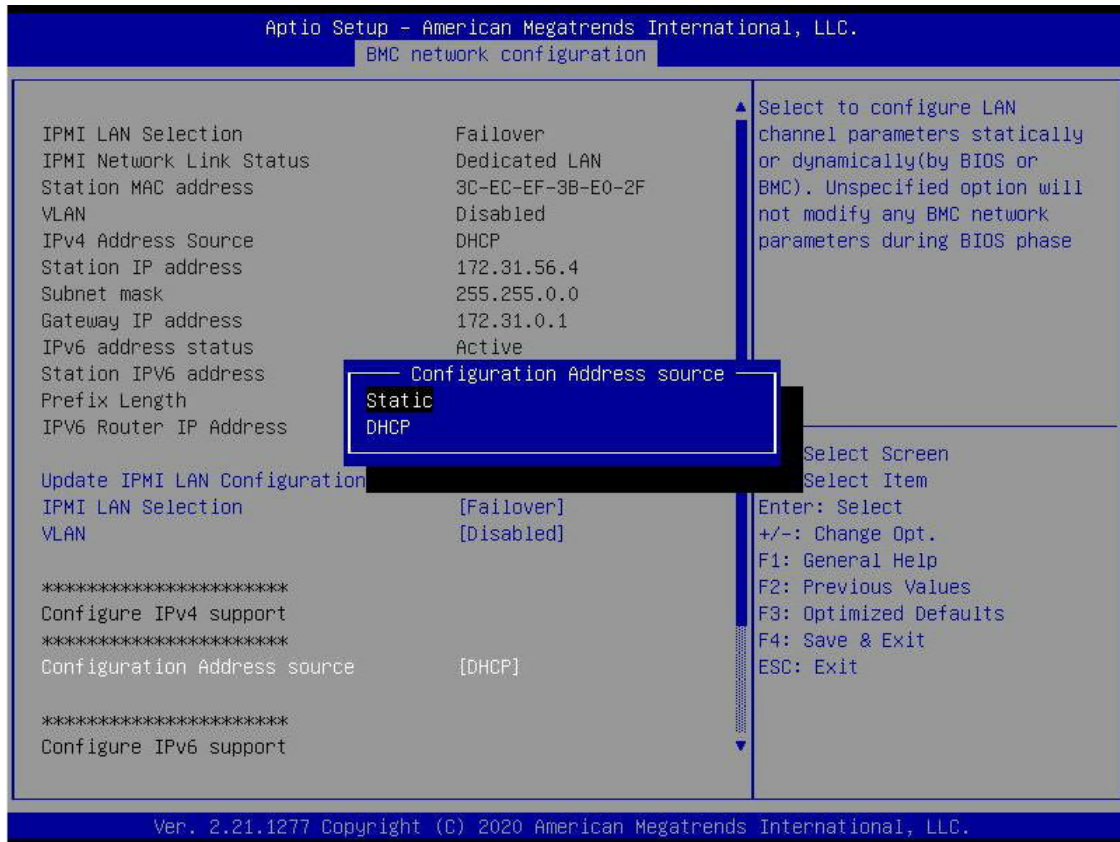 Aptio Setup – American Megatrends International, LLC.
BMC network configuration
IPMI LAN Selection Failover
IPMI Network Link Status Dedicated LAN
Station MAC address 3C-EC-EF-3B-E0-2F
VLAN Disabled
IPv4 Address Source DHCP
Station IP address 172.31.56.4
Subnet mask 255.255.0.0
Gateway IP address 172.31.0.1
IPv6 address status Active
Station IPV6 address
Prefix Length
IPV6 Router IP Address
Configuration Address source
Static
DHCP
Update IPMI LAN Configuration
IPMI LAN Selection [Failover]
VLAN [Disabled]
***********************
Configure IPv4 support
***********************
Configuration Address source [DHCP]
***********************
Configure IPv6 support
Select to configure LAN
channel parameters statically
or dynamically(by BIOS or
BMC). Unspecified option will
not modify any BMC network
parameters during BIOS phase
Select Screen
Select Item
Enter: Select
+/-: Change Opt.
F1: General Help
F2: Previous Values
F3: Optimized Defaults
F4: Save & Exit
ESC: Exit
Ver. 2.21.1277 Copyright (C) 2020 American Megatrends International, LLC.